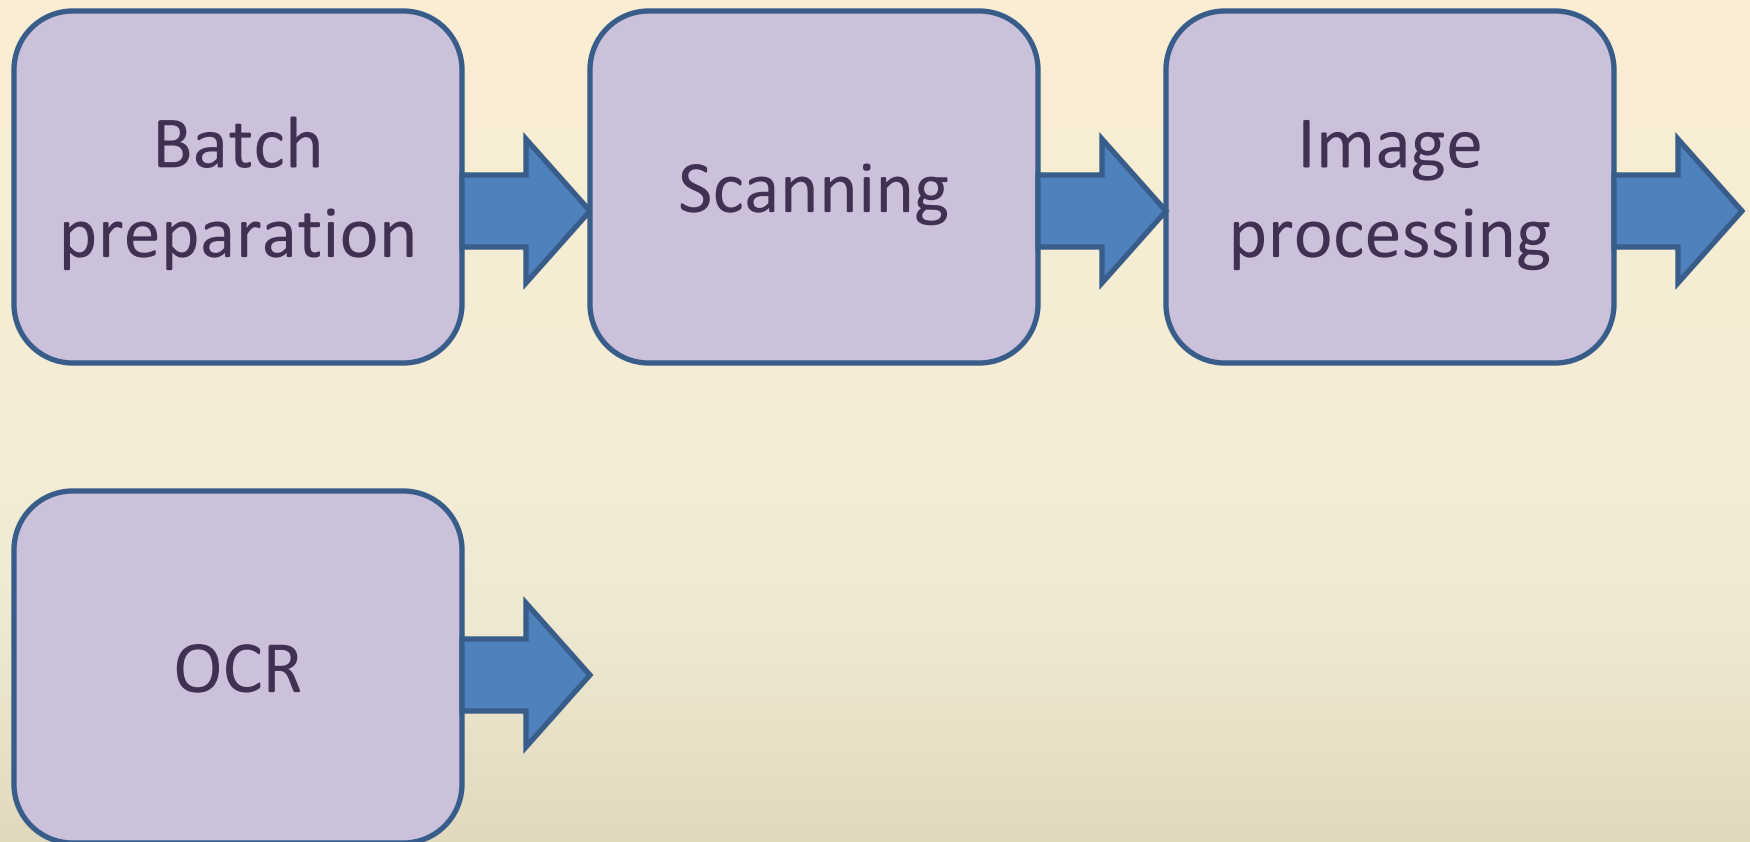 Batch
preparation
Scanning
Image
processing
OCR